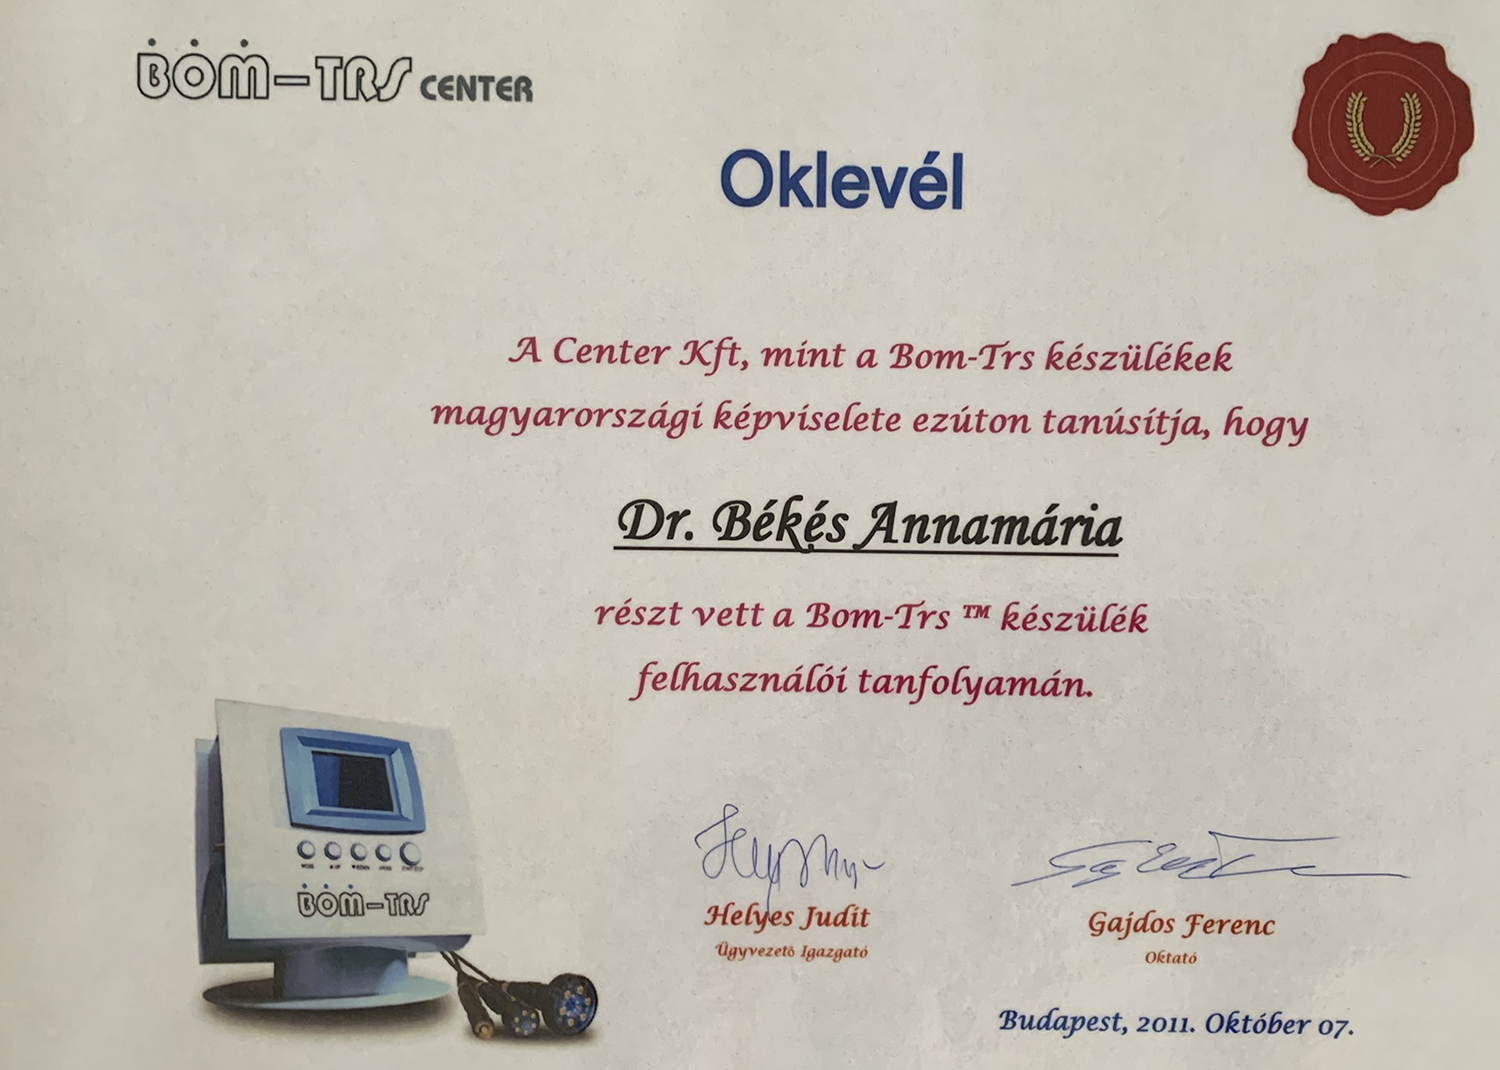 BOM-TRS CENTER
Oklevél
A Center Kft, mint a Bom-Trs készülékek
magyarországi képviselete ezúton tanúsítja, hogy
Dr. Békés Annamária
részt vett a Bom-Trs ™ készülék
felhasználói tanfolyamán.
BOM-TRS
Helyes Judit
Ügyvezető Igazgató
Gajdos Ferenc
Oktató
Budapest, 2011. Október 07.